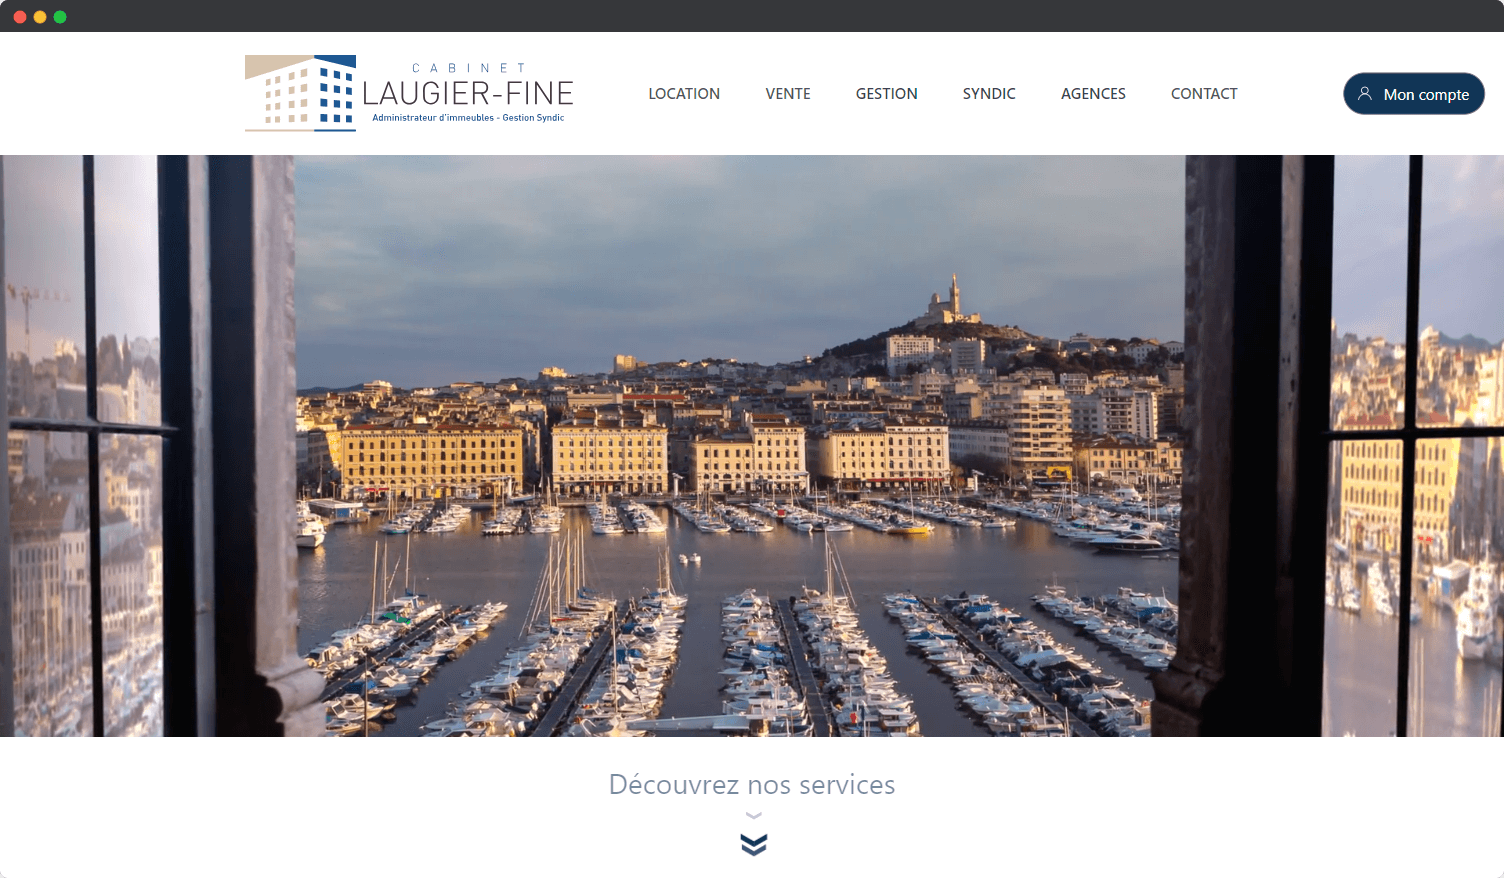 CABINET
LAUGIER-FINE
Administrateur d'immeubles - Gestion Syndic
LOCATION
VENTE
GESTION
SYNDIC
AGENCES
CONTACT
Mon compte
Découvrez nos services